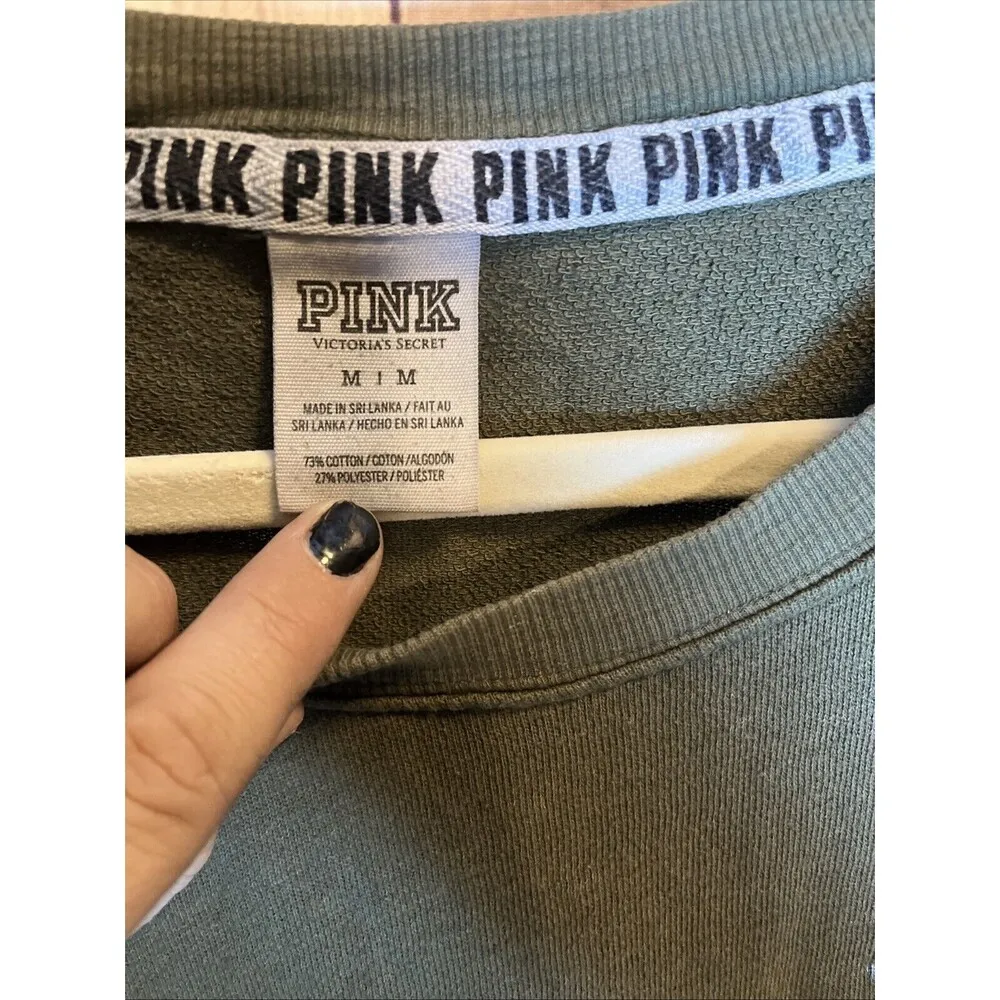 PINK PINK PINK PINK PI
PINK
VICTORIA'S SECRET
M | M
MADE IN SRI LANKA / FAIT AU
SRI LANKA / HECHO EN SRI LANKA
73% COTTON / COTON / ALGODÓN
27% POLYESTER / POLIÉSTER